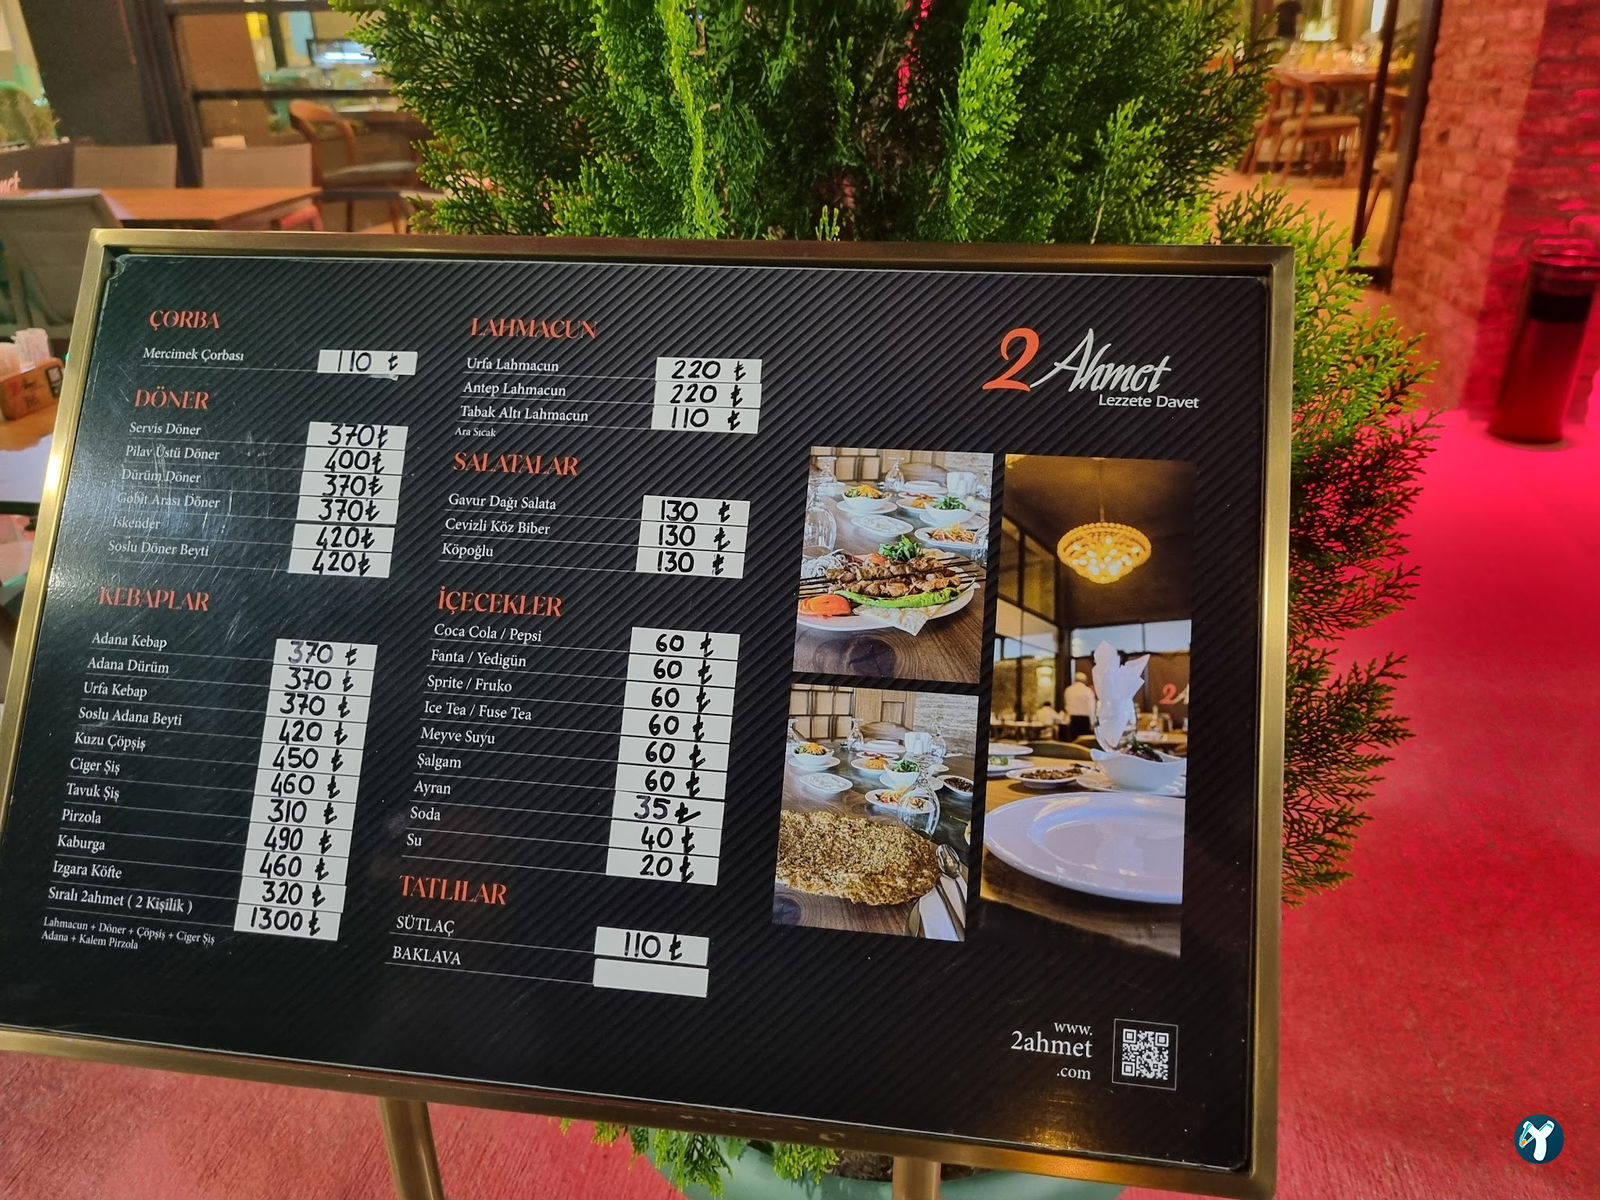 ÇORBA
Mercimek Çorbası 110 ₺
DÖNER
Servis Döner 370₺
Pilav Üstü Döner 400₺
Dürüm Döner 370₺
Gobit Arası Döner 370₺
İskender 420₺
Soslu Döner Beyti 420₺
KEBAPLAR
Adana Kebap 370 ₺
Adana Dürüm 370 ₺
Urfa Kebap 370 ₺
Soslu Adana Beyti 420 ₺
Kuzu Çöpşiş 450 ₺
Ciger Şiş 460 ₺
Tavuk Şiş 310 ₺
Pirzola 490 ₺
Kaburga 460 ₺
Izgara Köfte 320 ₺
Sıralı 2ahmet ( 2 Kişilik ) 1300 ₺
Lahmacun + Döner + Çöpşiş + Ciger Şiş
Adana + Kalem Pirzola
LAHMACUN
Urfa Lahmacun 220 ₺
Antep Lahmacun 220 ₺
Tabak Altı Lahmacun 110 ₺
Ara Sıcak
SALATALAR
Gavur Dağı Salata 130 ₺
Cevizli Köz Biber 130 ₺
Köpoğlu 130 ₺
İÇECEKLER
Coca Cola / Pepsi 60 ₺
Fanta / Yedigün 60 ₺
Sprite / Fruko 60 ₺
Ice Tea / Fuse Tea 60 ₺
Meyve Suyu 60 ₺
Şalgam 60 ₺
Ayran 35 ₺
Soda 40 ₺
Su 20 ₺
TATLILAR
SÜTLAÇ 110 ₺
BAKLAVA
2 Ahmet
Lezzete Davet
www.
2ahmet
.com